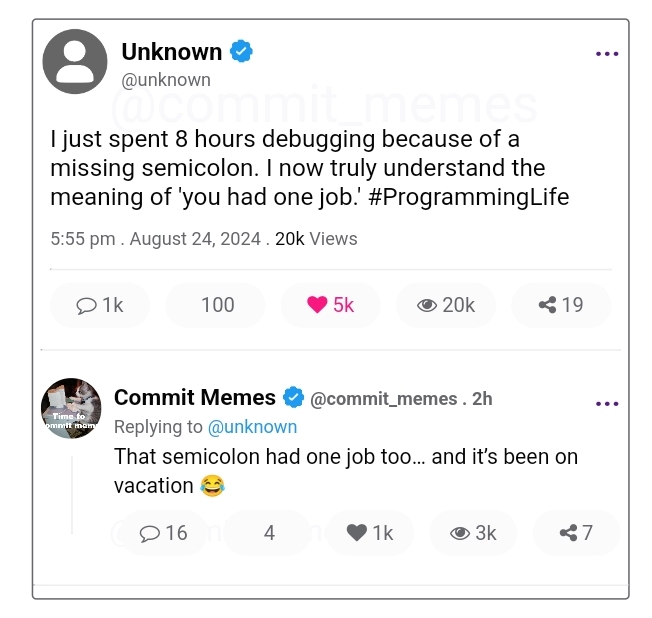 Unknown
@unknown
@commit_memes
I just spent 8 hours debugging because of a
missing semicolon. I now truly understand the
meaning of 'you had one job.' #ProgrammingLife
5:55 pm . August 24, 2024 . 20k Views
1k 100 5k 20k 19
Commit Memes @commit_memes . 2h
Time to
Replying to @unknown
That semicolon had one job too... and it's been on
vacation 😂
16 4 1k 3k 7